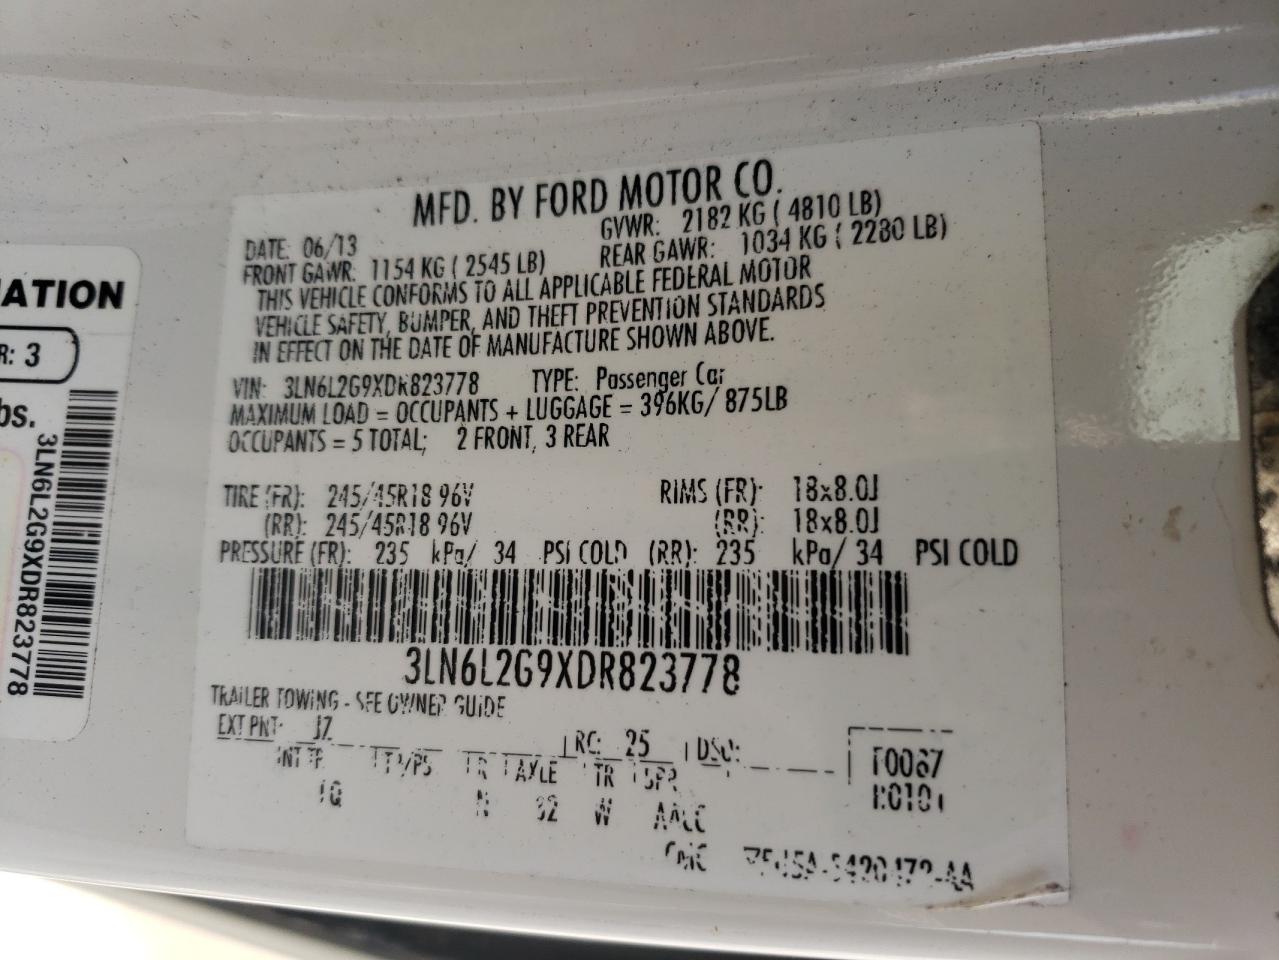 MFD. BY FORD MOTOR CO.
DATE: 06/13 GVWR: 2182 KG ( 4810 LB)
FRONT GAWR: 1154 KG ( 2545 LB) REAR GAWR: 1034 KG ( 2280 LB)
THIS VEHICLE CONFORMS TO ALL APPLICABLE FEDERAL MOTOR
VEHICLE SAFETY, BUMPER, AND THEFT PREVENTION STANDARDS
IN EFFECT ON THE DATE OF MANUFACTURE SHOWN ABOVE.
VIN: 3LN6L2G9XDR823778 TYPE: Passenger Car
MAXIMUM LOAD = OCCUPANTS + LUGGAGE = 396KG/ 875LB
OCCUPANTS = 5 TOTAL; 2 FRONT, 3 REAR
TIRE (FR): 245/45R18 96V RIMS (FR): 18x8.0J
(RR): 245/45R18 96V (RR): 18x8.0J
PRESSURE (FR): 235 kPa/ 34 PSI COLD (RR): 235 kPa/ 34 PSI COLD
3LN6L2G9XDR823778
TRAILER TOWING - SEE OWNER GUIDE
EXT PNT: RC: 25 DSO:
INT TR TP/PS R AXLE TR SPR T0067
N W AACC
R: 3
bs.
3LN6L2G9XDR823778